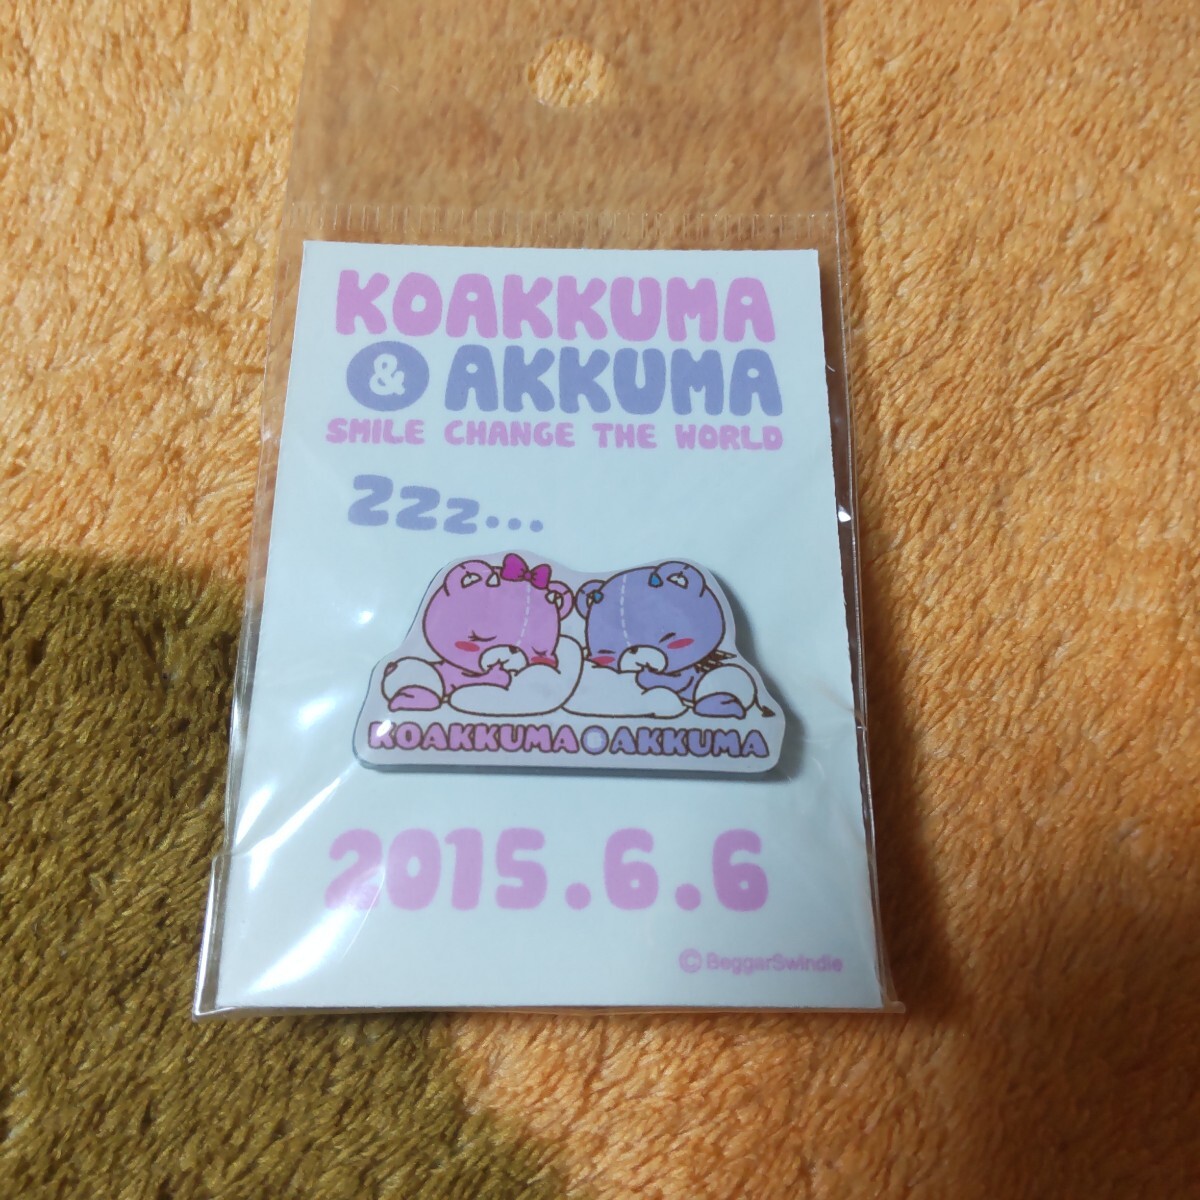 KOAKKUMA
& AKKUMA
SMILE CHANGE THE WORLD
Zzz...
KOAKKUMA & AKKUMA
2015.6.6
© BeggarSwindle